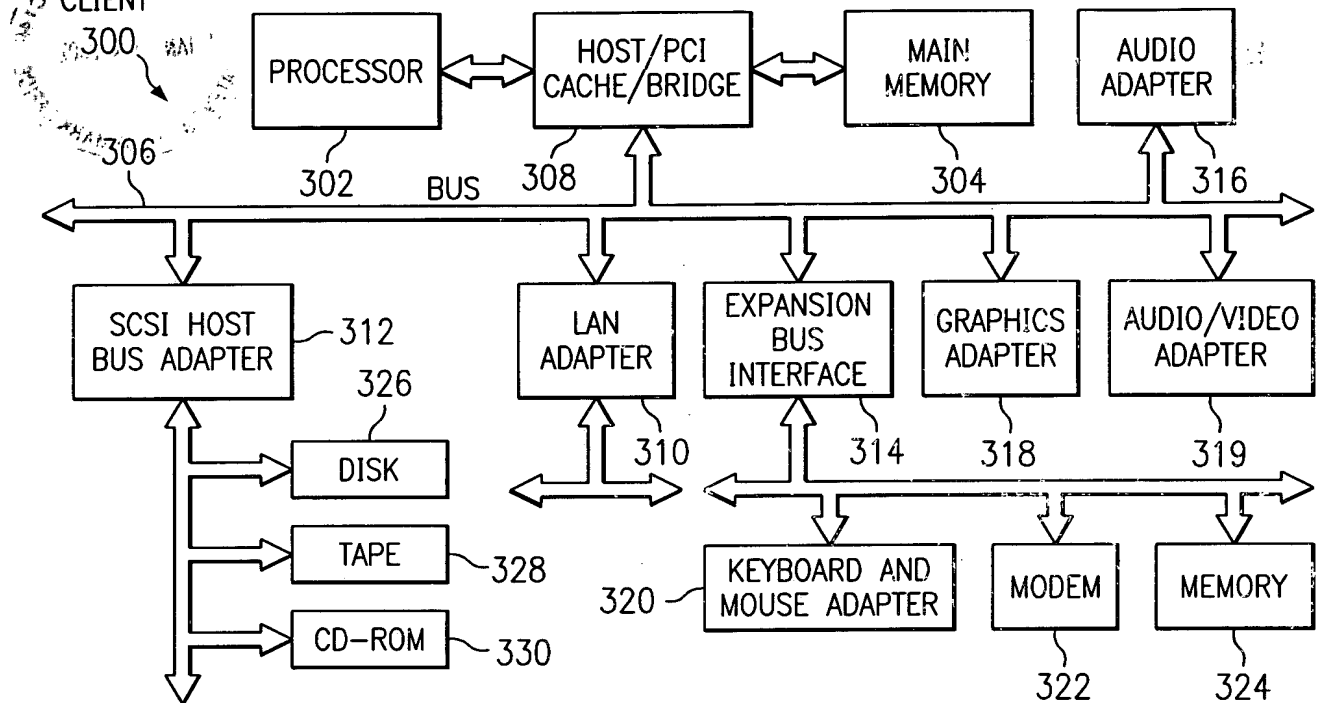 CLIENT
300
PROCESSOR
HOST/PCI
CACHE/BRIDGE
MAIN
MEMORY
AUDIO
ADAPTER
306
302
BUS
308
304
316
SCSI HOST
BUS ADAPTER
312
LAN
ADAPTER
EXPANSION
BUS
INTERFACE
GRAPHICS
ADAPTER
AUDIO/VIDEO
ADAPTER
326
310
314
318
319
DISK
TAPE
328
CD-ROM
330
320
KEYBOARD AND
MOUSE ADAPTER
MODEM
MEMORY
322
324